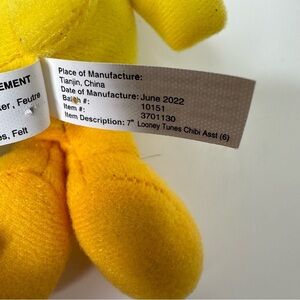 EMENT
er, Feutre
es, Felt
Place of Manufacture:
Tianjin, China
Date of Manufacture: June 2022
Batch #: 10151
Item #: 3701130
Item Description: 7" Looney Tunes Chibi Asst (6)